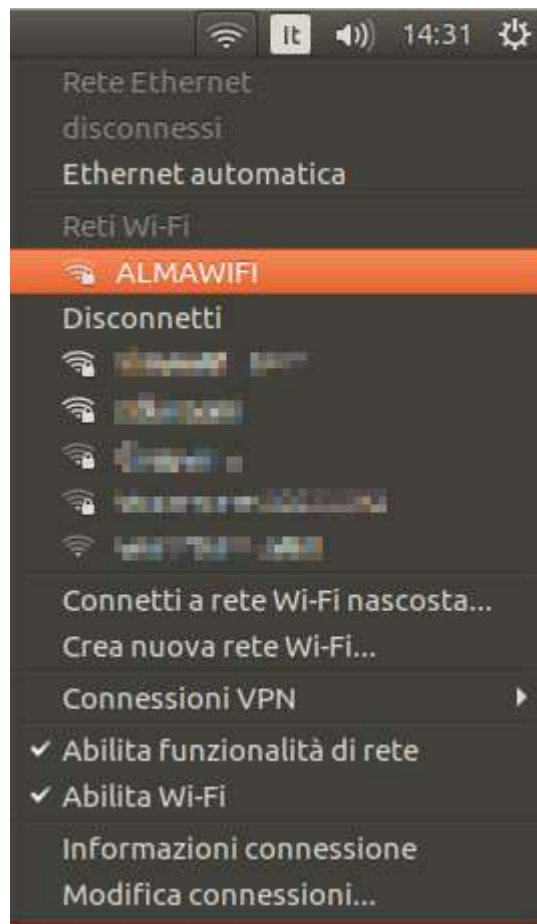 It 14:31
Rete Ethernet
disconnessi
Ethernet automatica
Reti Wi-Fi
ALMAWIFI
Disconnetti
Connetti a rete Wi-Fi nascosta...
Crea nuova rete Wi-Fi...
Connessioni VPN
Abilita funzionalità di rete
Abilita Wi-Fi
Informazioni connessione
Modifica connessioni...